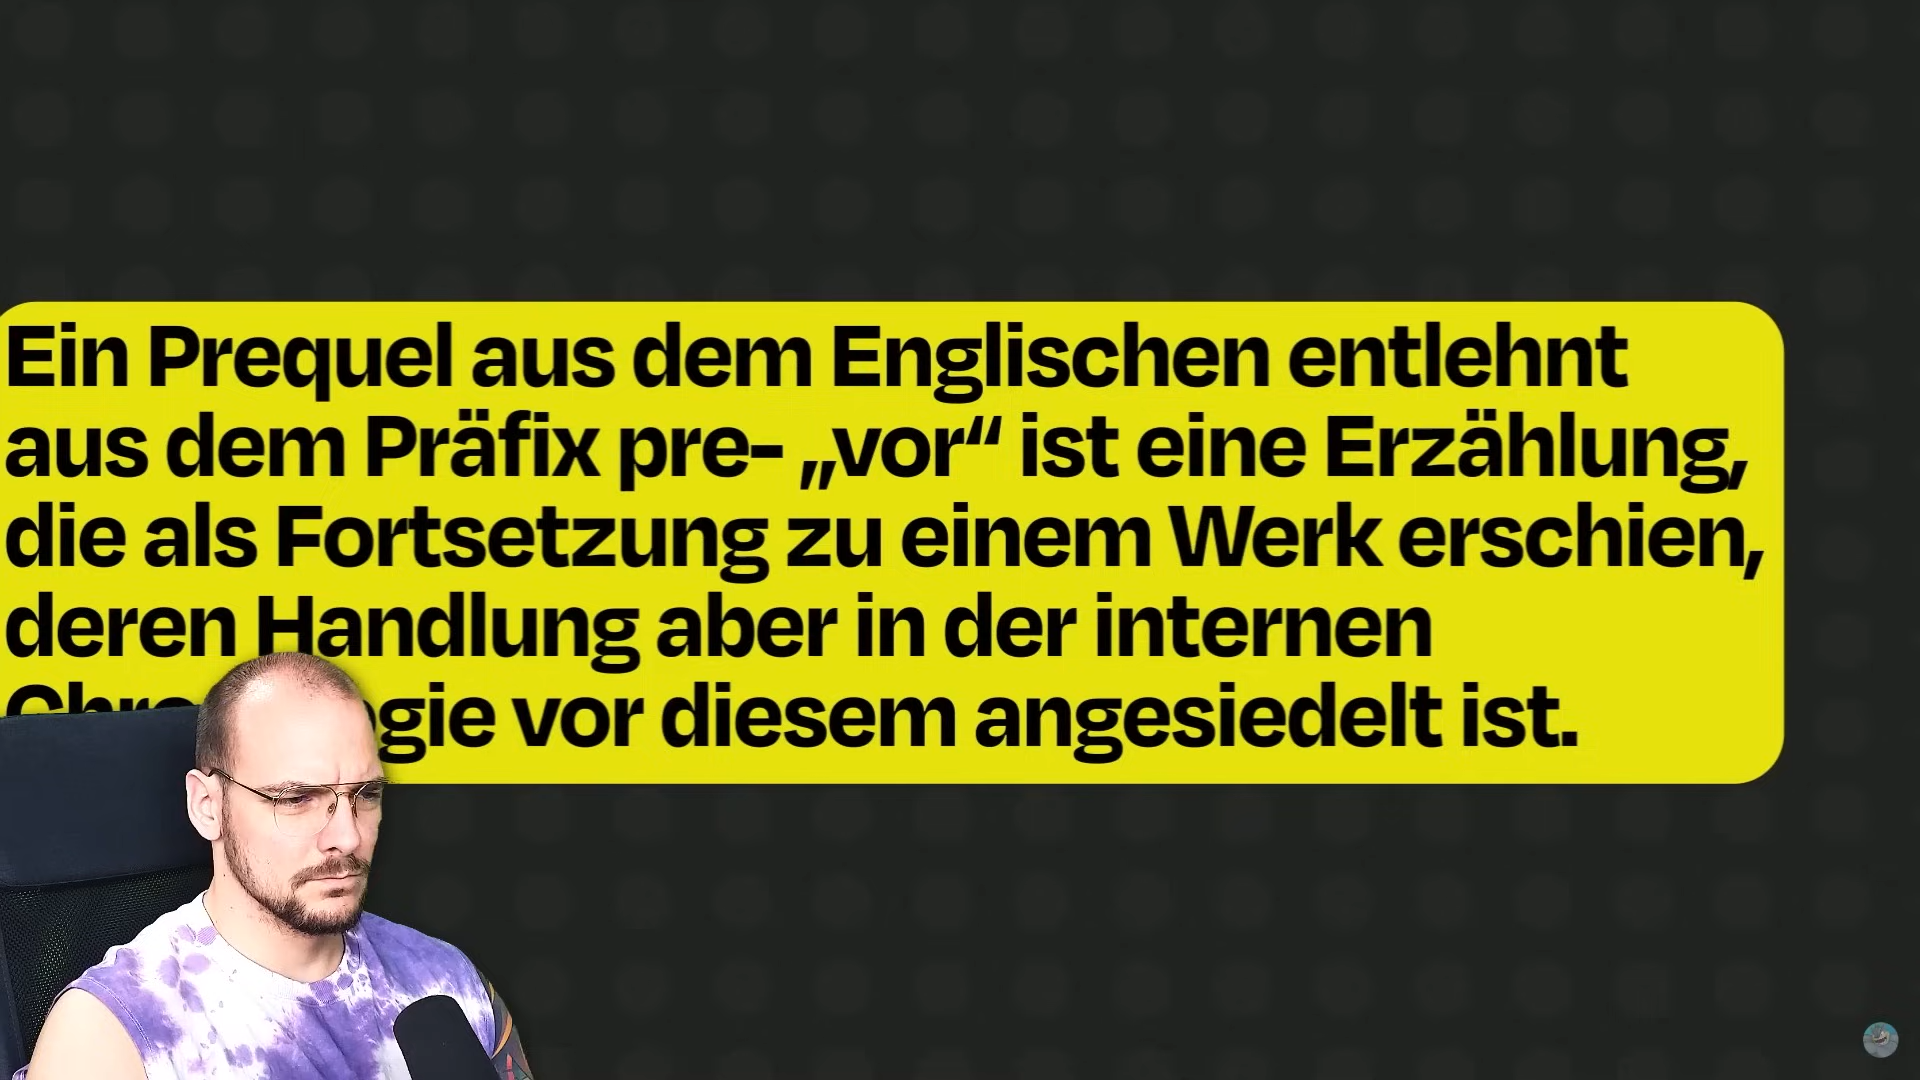 Ein Prequel aus dem Englischen entlehnt
aus dem Präfix pre- „vor“ ist eine Erzählung,
die als Fortsetzung zu einem Werk erschien,
deren Handlung aber in der internen
vor diesem angesiedelt ist.